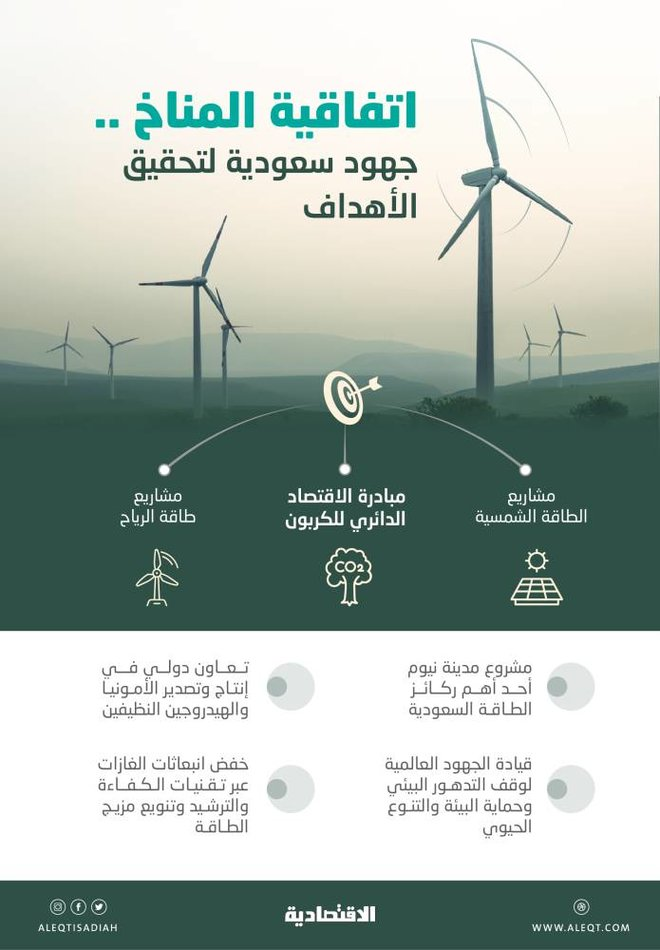 اتفاقية المناخ ..
جهود سعودية لتحقيق
الأهداف
مشاريع
الطاقة الشمسية
مبادرة الاقتصاد
الدائري للكربون
مشاريع
طاقة الرياح
CO2
مشروع مدينة نيوم
أحد أهم ركائز
الطاقة السعودية
تعاون دولي في
إنتاج وتصدير الأمونيا
والهيدروجين النظيفين
قيادة الجهود العالمية
لوقف التدهور البيئي
وحماية البيئة والتنوع
الحيوي
خفض انبعاثات الغازات
عبر تقنيات الكفاءة
والترشيد وتنويع مزيج
الطاقة
WWW.ALEQT.COM
الاقتصادية
ALEQTISADIAH